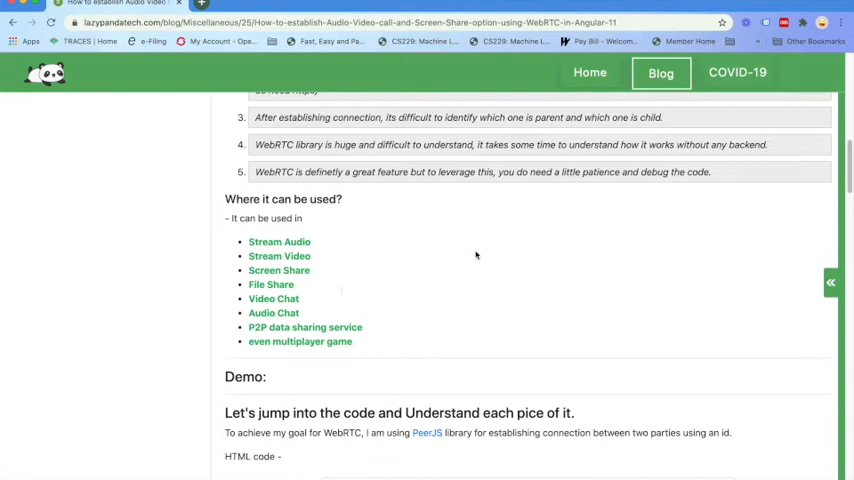 How to establish Audio Video
lazypandatech.com/blog/Miscellaneous/25/How-to-establish-Audio-Video-call-and-Screen-Share-option-using-WebRTC-in-Angular-11
Apps TRACES | Home e-Filing My Account - Ope... Fast, Easy and Pa... CS229: Machine L... CS229: Machine L... Pay Bill - Welcom... Member Home » Other Bookmarks
Home Blog COVID-19
3. After establishing connection, its difficult to identify which one is parent and which one is child.
4. WebRTC library is huge and difficult to understand, it takes some time to understand how it works without any backend.
5. WebRTC is definetly a great feature but to leverage this, you do need a little patience and debug the code.
Where it can be used?
- It can be used in
• Stream Audio
• Stream Video
• Screen Share
• File Share
• Video Chat
• Audio Chat
• P2P data sharing service
• even multiplayer game
«
Demo:
Let's jump into the code and Understand each pice of it.
To achieve my goal for WebRTC, I am using PeerJS library for establishing connection between two parties using an id.
HTML code -